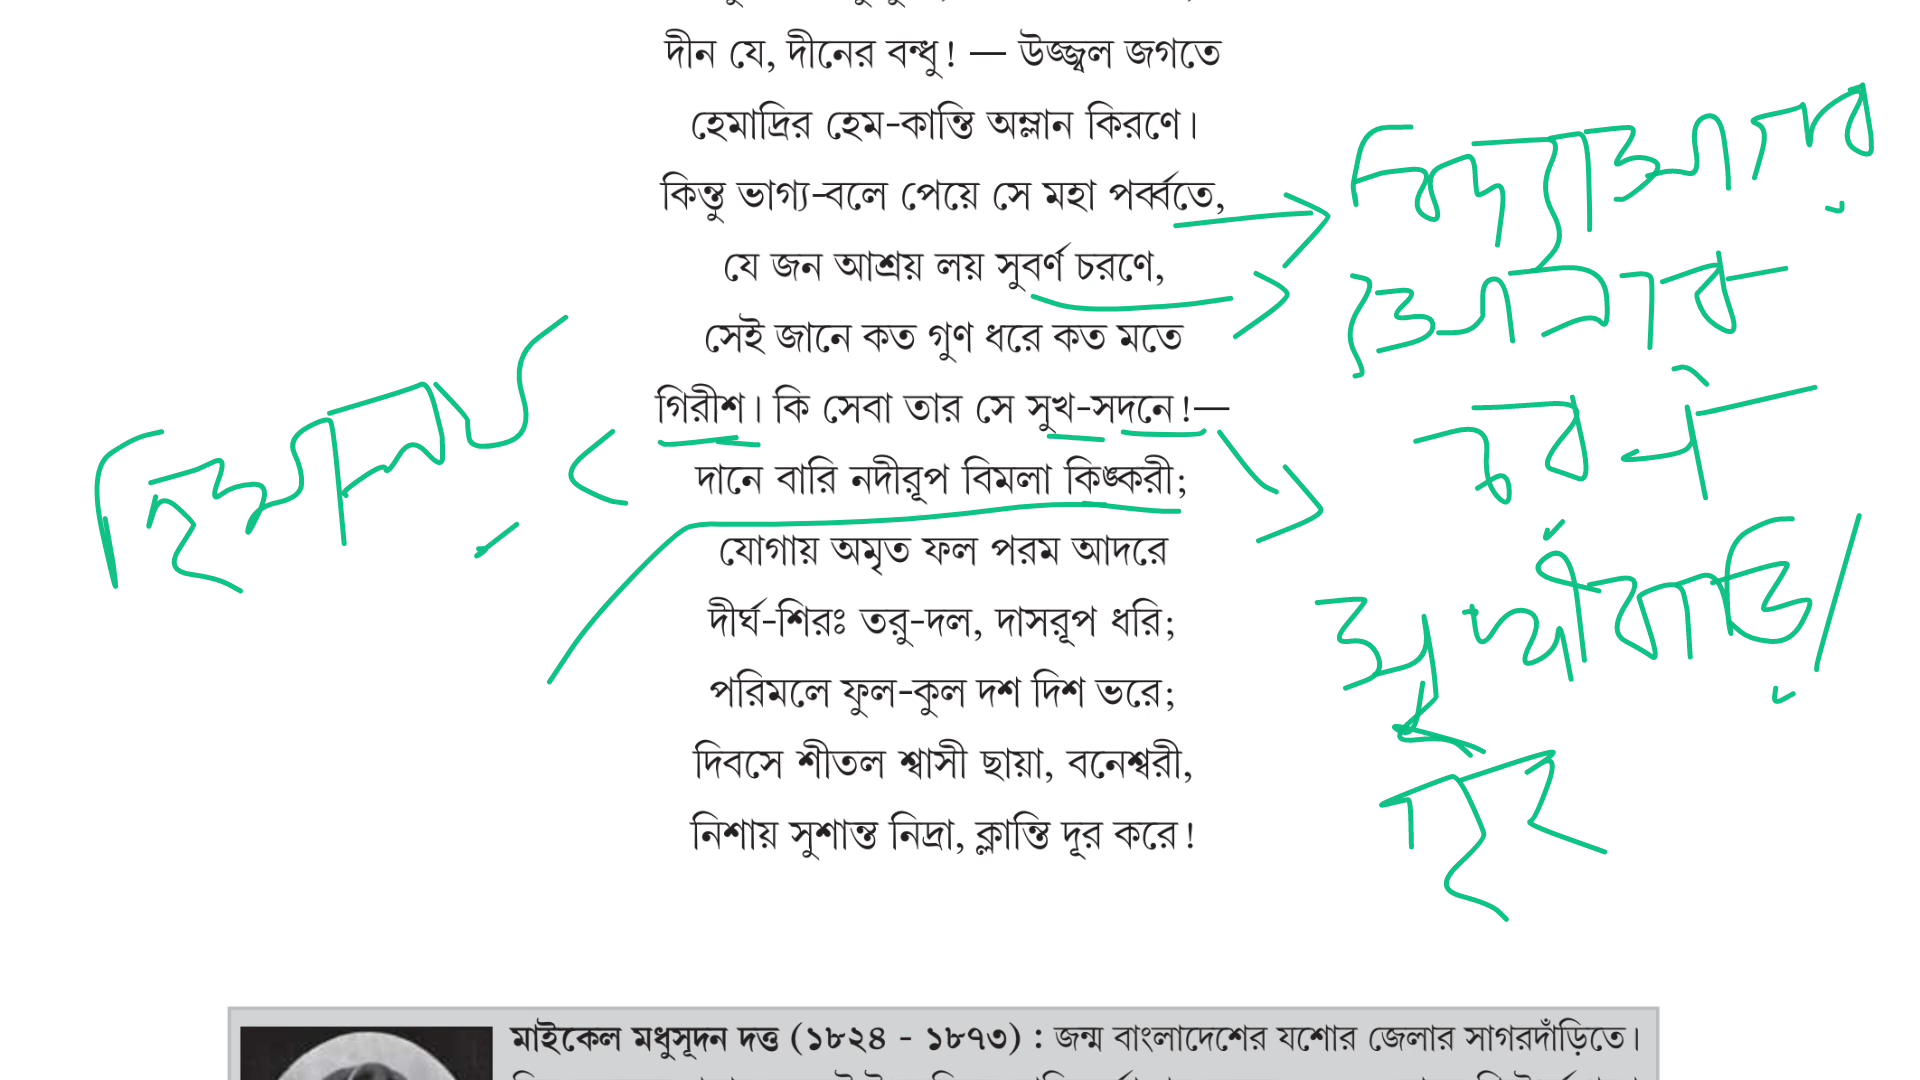 দীন যে, দীনের বন্ধু! — উজ্জ্বল জগতে
হেমাদ্রির হেম-কান্তি অম্লান কিরণে।
কিন্তু ভাগ্য-বলে পেয়ে সে মহা পর্ব্বতে,
বিদ্যাসাগর
যে জন আশ্রয় লয় সুবর্ণ চরণে,
সোনার
সেই জানে কত গুণ ধরে কত মতে
চরণ
গিরীশ। কি সেবা তার সে সুখ-সদনে!—
হিমালয়
দানে বারি নদীরূপ বিমলা কিঙ্করী;
যোগায় অমৃত ফল পরম আদরে
দীর্ঘ-শিরঃ তরু-দল, দাসরূপ ধরি;
পরিমলে ফুল-কুল দশ দিশ ভরে;
দিবসে শীতল শ্বাসী ছায়া, বনেশ্বরী,
গৃহ
নিশায় সুশান্ত নিদ্রা, ক্লান্তি দূর করে!
মাইকেল মধুসূদন দত্ত (১৮২৪ - ১৮৭৩) : জন্ম বাংলাদেশের যশোর জেলার সাগরদাঁড়িতে।